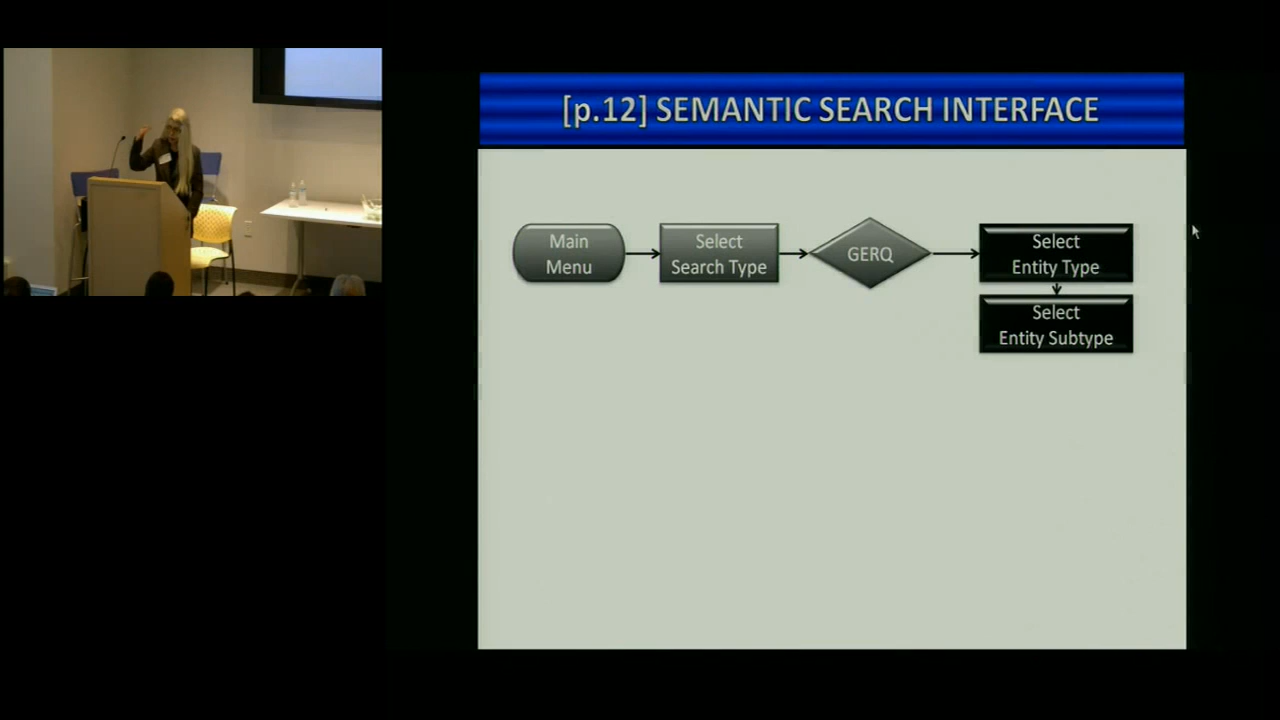 [p.12] SEMANTIC SEARCH INTERFACE
Main
Menu
Select
Search Type
GERQ
Select
Entity Type
Select
Entity Subtype